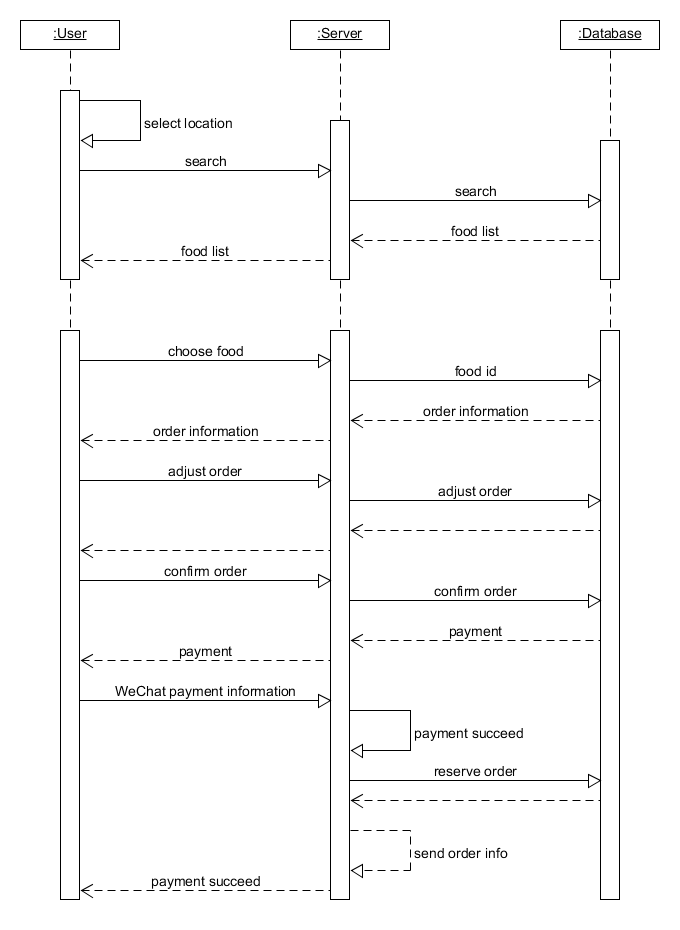 :User
:Server
:Database
select location
search
search
food list
food list
choose food
food id
order information
order information
adjust order
adjust order
confirm order
confirm order
payment
payment
WeChat payment information
payment succeed
reserve order
send order info
payment succeed